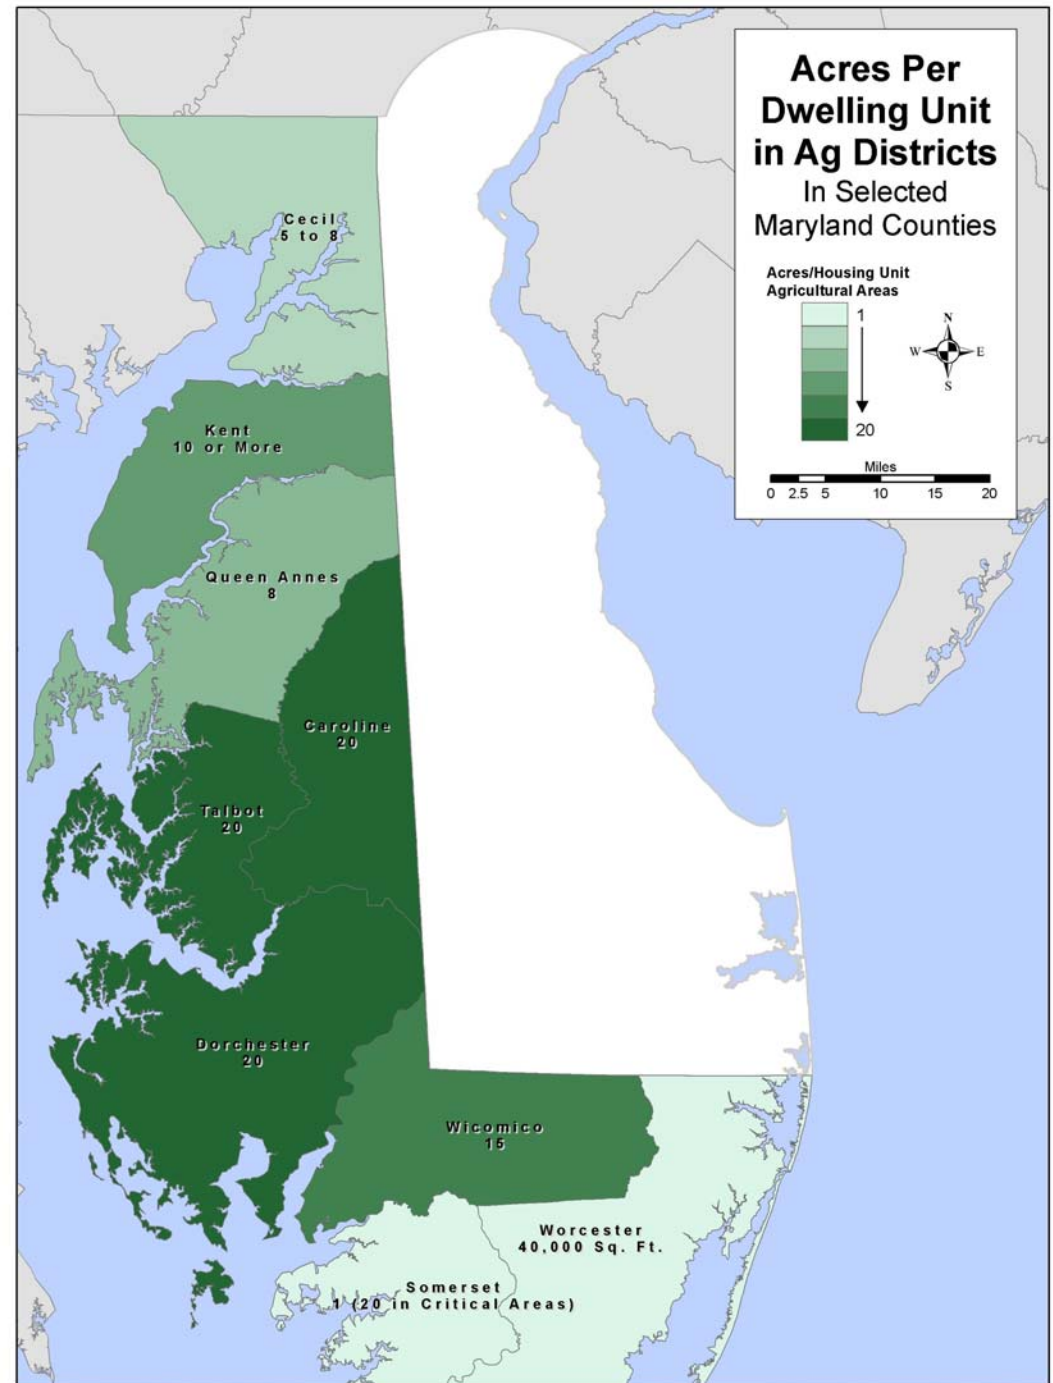 Acres Per
Dwelling Unit
in Ag Districts
In Selected
Maryland Counties
Acres/Housing Unit
Agricultural Areas
1
20
N
W
E
S
Miles
0 2.5 5 10 15 20
Cecil
5 to 8
Kent
10 or More
Queen Annes
8
Caroline
20
Talbot
20
Dorchester
20
Wicomico
15
Worcester
40,000 Sq. Ft.
Somerset
1 (20 in Critical Areas)